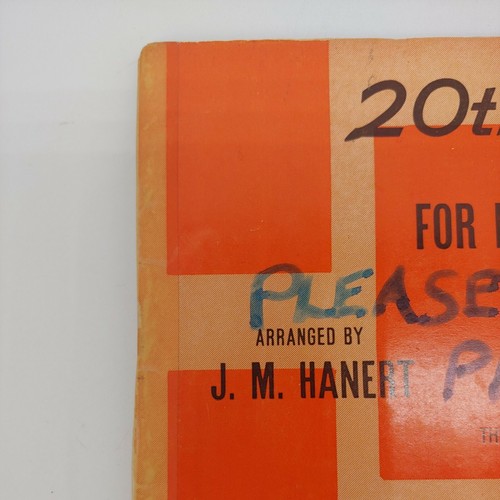 20th
FOR
PLEASE
ARRANGED BY
J. M. HANERT